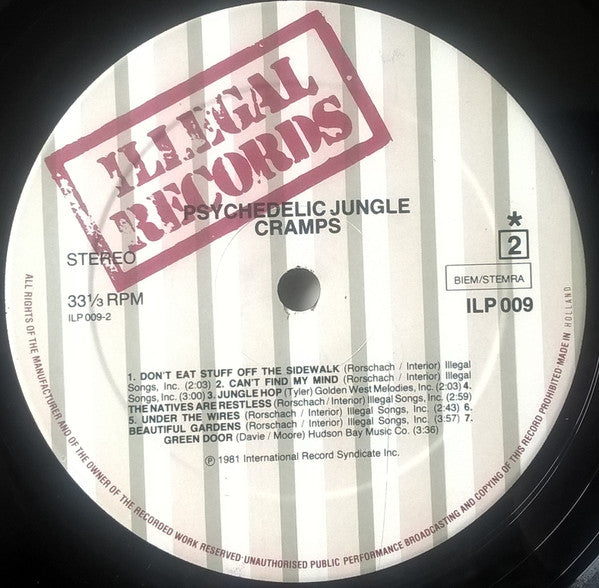 ILLEGAL
RECORDS
PSYCHEDELIC JUNGLE
CRAMPS
STEREO
33⅓ RPM
ILP 009-2
*
2
BIEM/STEMRA
ILP 009
1. DON'T EAT STUFF OFF THE SIDEWALK (Rorschach / Interior) Illegal
Songs, Inc. (2:03) 2. CAN'T FIND MY MIND (Rorschach / Interior) Illegal
Songs, Inc. (3:00) 3. JUNGLE HOP (Tyler) Golden West Melodies, Inc. (2:03) 4.
THE NATIVES ARE RESTLESS (Rorschach / Interior) Illegal Songs, Inc. (2:59)
5. UNDER THE WIRES (Rorschach / Interior) Illegal Songs, Inc. (2:43) 6.
BEAUTIFUL GARDENS (Rorschach / Interior) Illegal Songs, Inc. (3:57) 7.
GREEN DOOR (Davie / Moore) Hudson Bay Music Co. (3:36)
℗ 1981 International Record Syndicate Inc.
ALL RIGHTS OF THE MANUFACTURER AND OF THE OWNER OF THE RECORDED WORK RESERVED·UNAUTHORISED PUBLIC PERFORMANCE BROADCASTING AND COPYING OF THIS RECORD PROHIBITED·MADE IN HOLLAND